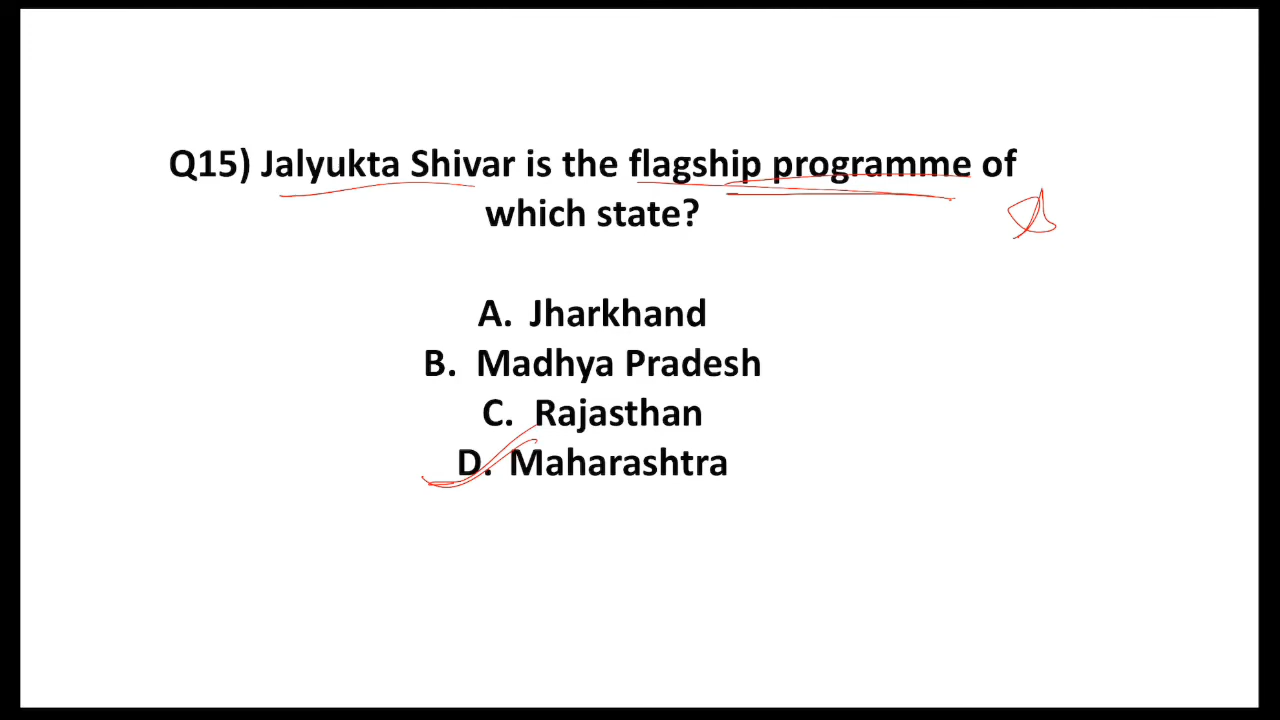 Q15) Jalyukta Shivar is the flagship programme of
which state?
A. Jharkhand
B. Madhya Pradesh
C. Rajasthan
D. Maharashtra